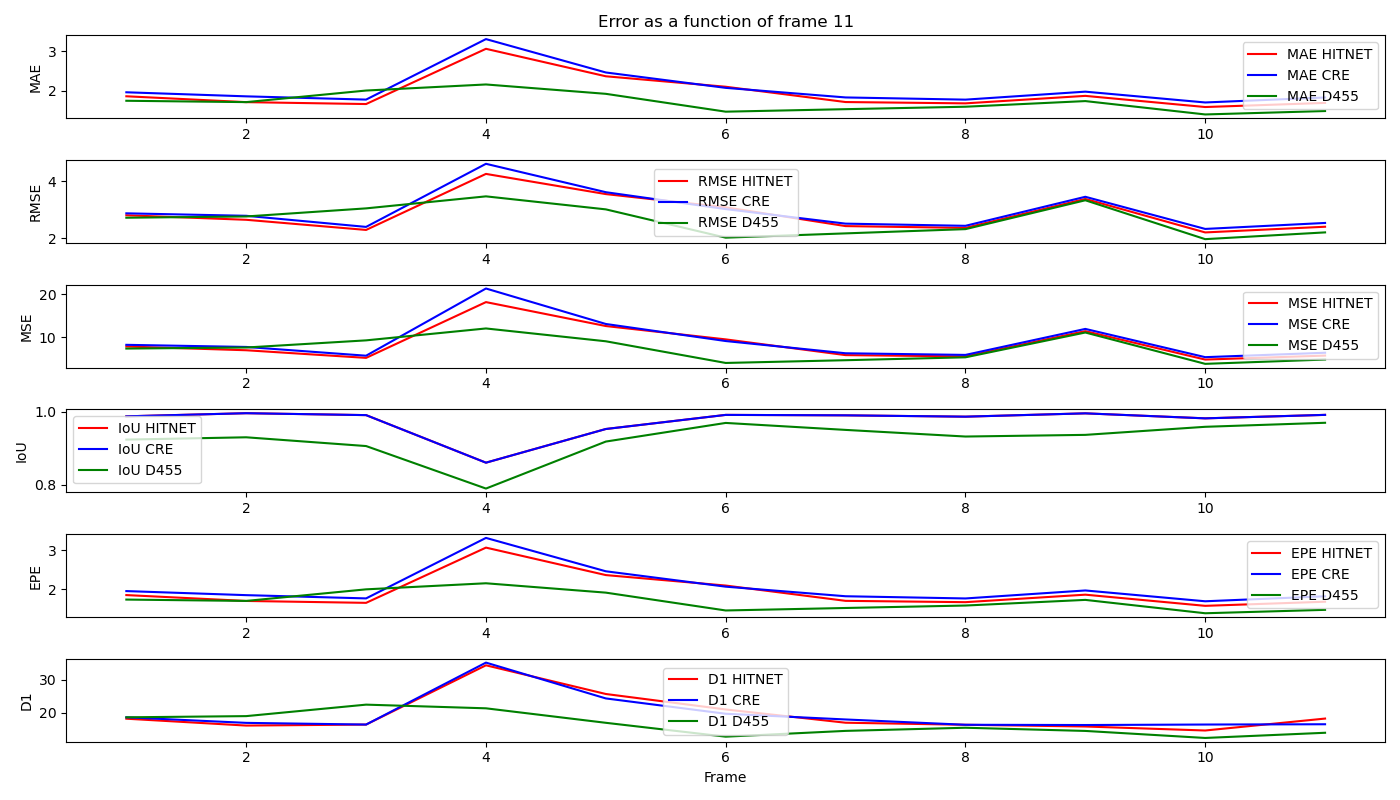 Error as a function of frame 11
MAE
3
2
MAE HITNET
MAE CRE
MAE D455
2 4 6 8 10
RMSE
4
2
RMSE HITNET
RMSE CRE
RMSE D455
2 4 6 8 10
MSE
20
10
MSE HITNET
MSE CRE
MSE D455
2 4 6 8 10
IoU
1.0
0.8
IoU HITNET
IoU CRE
IoU D455
2 4 6 8 10
EPE
3
2
EPE HITNET
EPE CRE
EPE D455
2 4 6 8 10
D1
30
20
D1 HITNET
D1 CRE
D1 D455
2 4 6 8 10
Frame